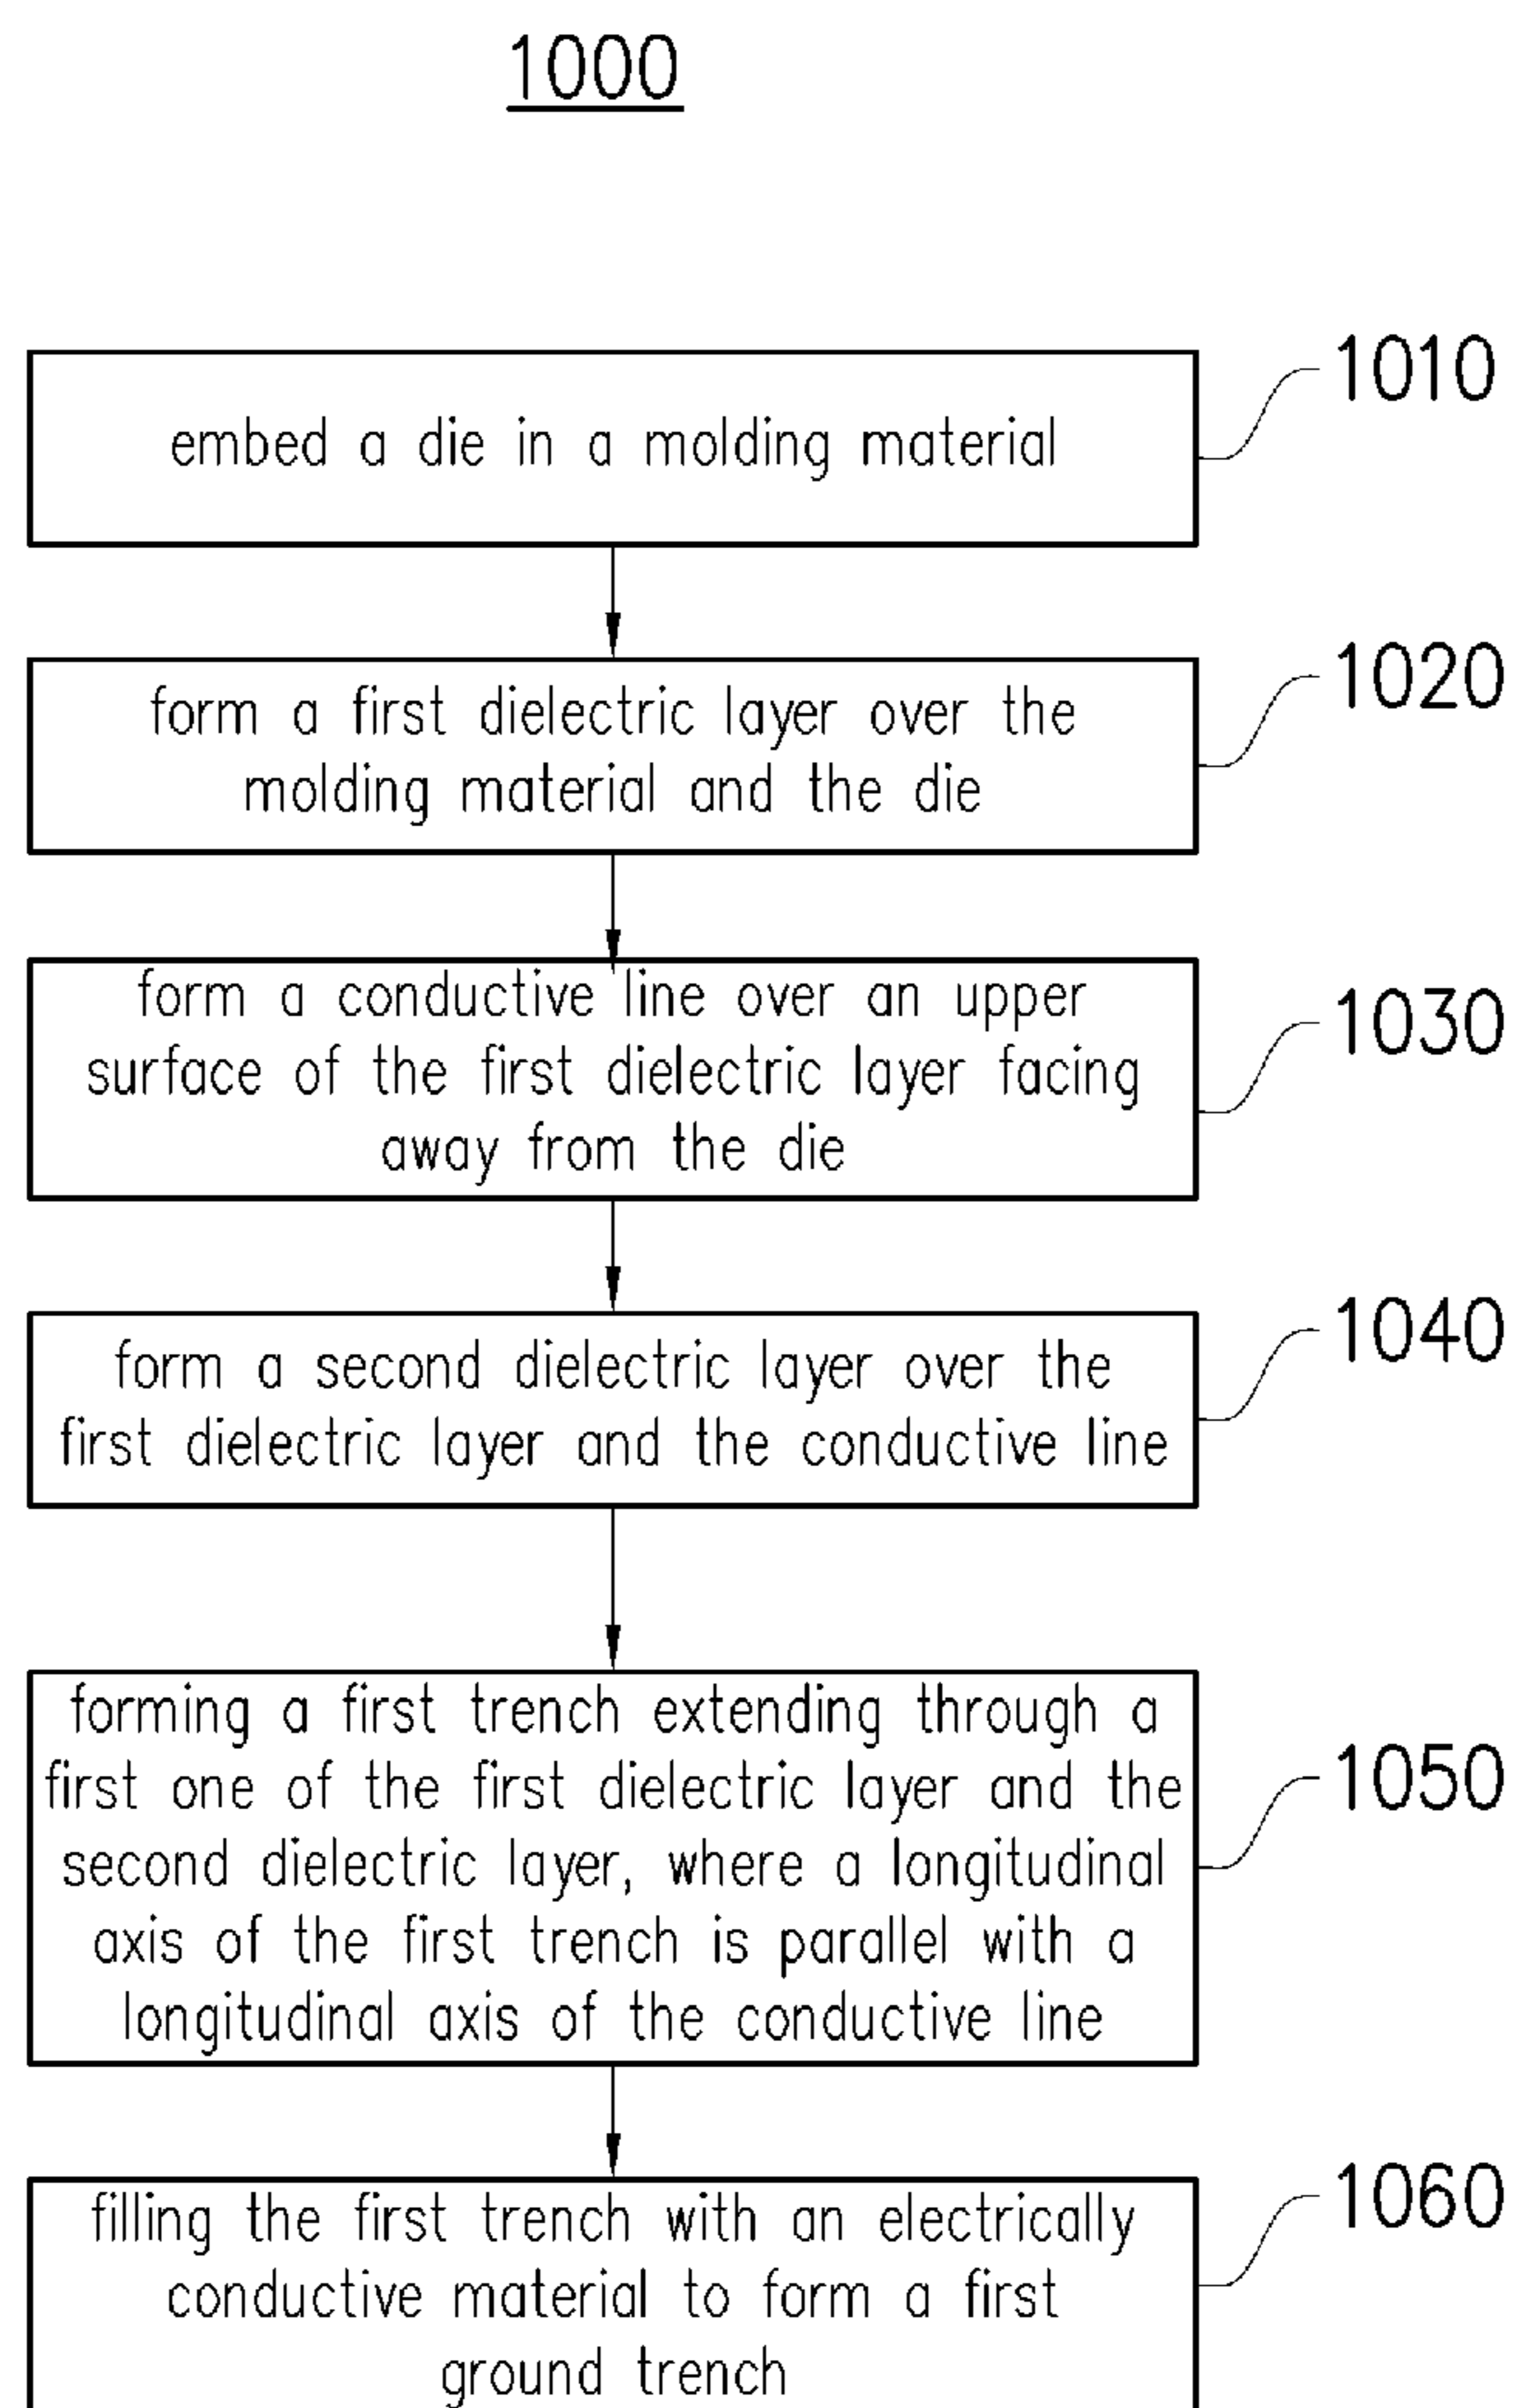 1000
1010
embed a die in a molding material
1020
form a first dielectric layer over the
molding material and the die
1030
form a conductive line over an upper
surface of the first dielectric layer facing
away from the die
1040
form a second dielectric layer over the
first dielectric layer and the conductive line
1050
forming a first trench extending through a
first one of the first dielectric layer and the
second dielectric layer, where a longitudinal
axis of the first trench is parallel with a
longitudinal axis of the conductive line
1060
filling the first trench with an electrically
conductive material to form a first
ground trench